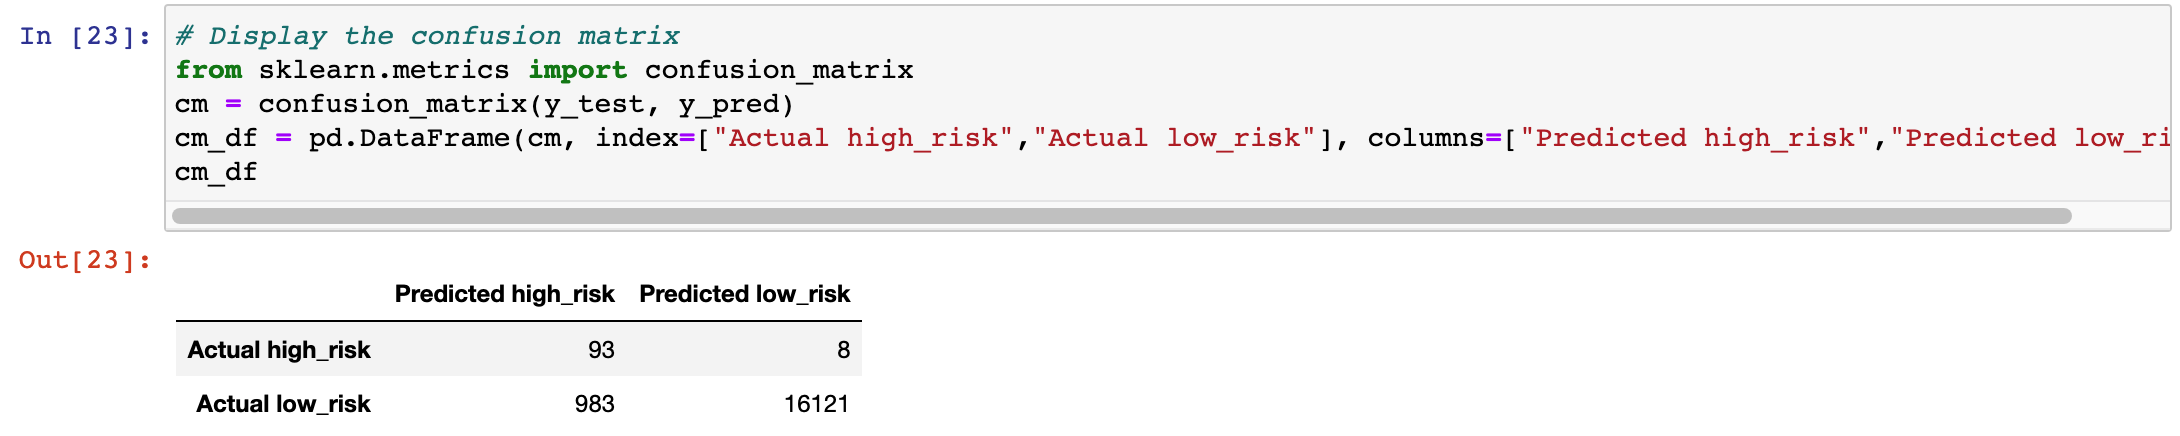 In [23]: # Display the confusion matrix
from sklearn.metrics import confusion_matrix
cm = confusion_matrix(y_test, y_pred)
cm_df = pd.DataFrame(cm, index=["Actual high_risk","Actual low_risk"], columns=["Predicted high_risk","Predicted low_ri
cm_df
Out[23]:
Predicted high_risk Predicted low_risk
Actual high_risk 93 8
Actual low_risk 983 16121